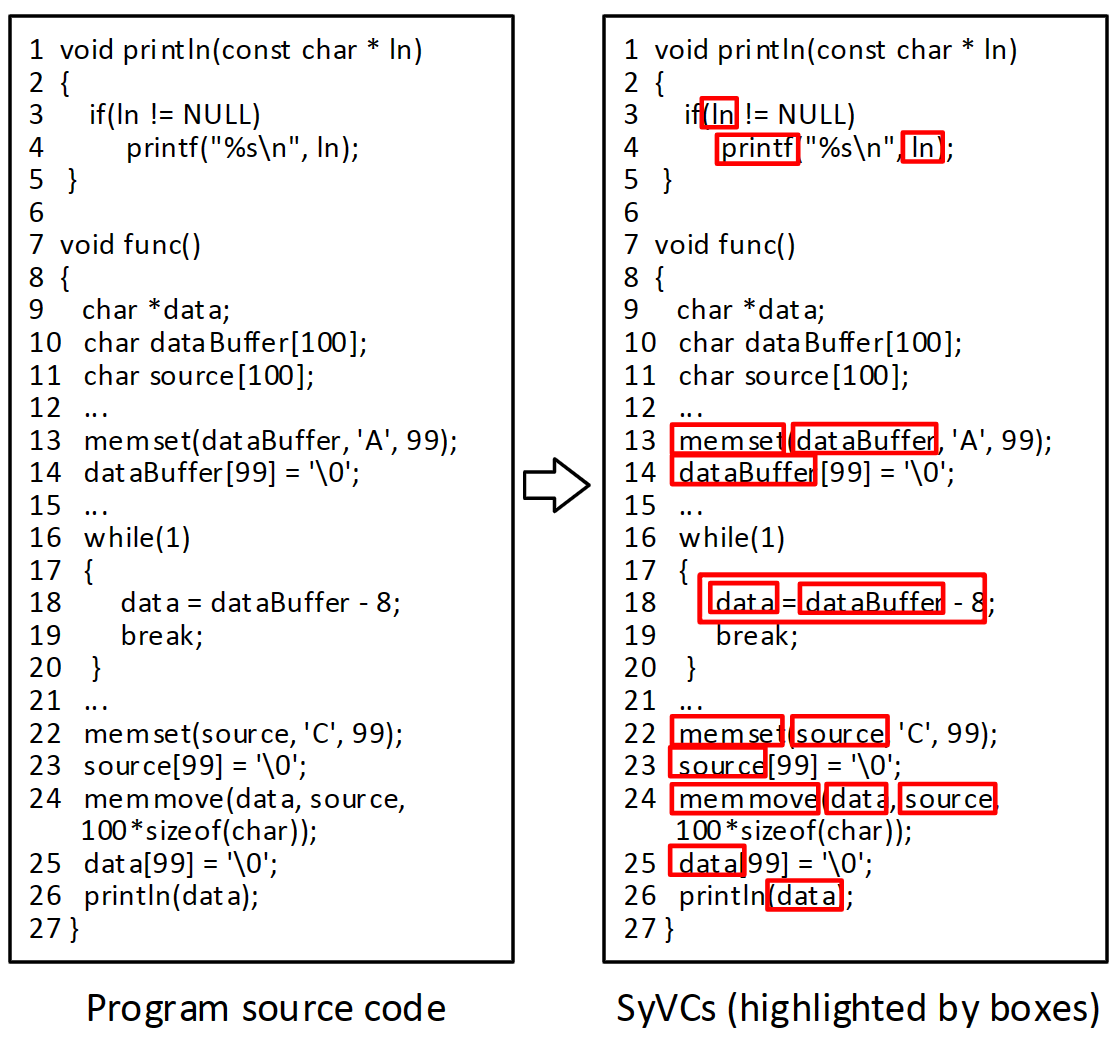 1 void println(const char * ln)
2 {
3 if(ln != NULL)
4 printf("%s\n", ln);
5 }
6
7 void func()
8 {
9 char *data;
10 char dataBuffer[100];
11 char source[100];
12 ...
13 memset(dataBuffer, 'A', 99);
14 dataBuffer[99] = '\0';
15 ...
16 while(1)
17 {
18 data = dataBuffer - 8;
19 break;
20 }
21 ...
22 memset(source, 'C', 99);
23 source[99] = '\0';
24 memmove(data, source,
100*sizeof(char));
25 data[99] = '\0';
26 println(data);
27 }
Program source code
1 void println(const char * ln)
2 {
3 if(ln != NULL)
4 printf("%s\n", ln);
5 }
6
7 void func()
8 {
9 char *data;
10 char dataBuffer[100];
11 char source[100];
12 ...
13 memset(dataBuffer, 'A', 99);
14 dataBuffer[99] = '\0';
15 ...
16 while(1)
17 {
18 data = dataBuffer - 8;
19 break;
20 }
21 ...
22 memset(source, 'C', 99);
23 source[99] = '\0';
24 memmove(data, source,
100*sizeof(char));
25 data[99] = '\0';
26 println(data);
27 }
SyVCs (highlighted by boxes)